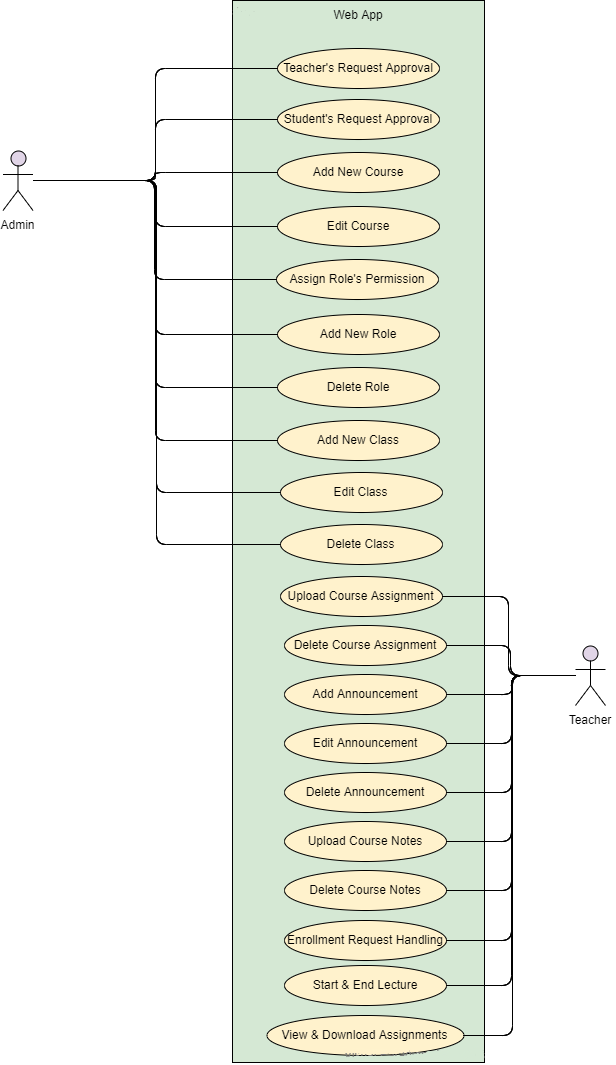 Web App
Teacher's Request Approval
Student's Request Approval
Add New Course
Admin
Edit Course
Assign Role's Permission
Add New Role
Delete Role
Add New Class
Edit Class
Delete Class
Upload Course Assignment
Delete Course Assignment
Add Announcement
Teacher
Edit Announcement
Delete Announcement
Upload Course Notes
Delete Course Notes
Enrollment Request Handling
Start & End Lecture
View & Download Assignments